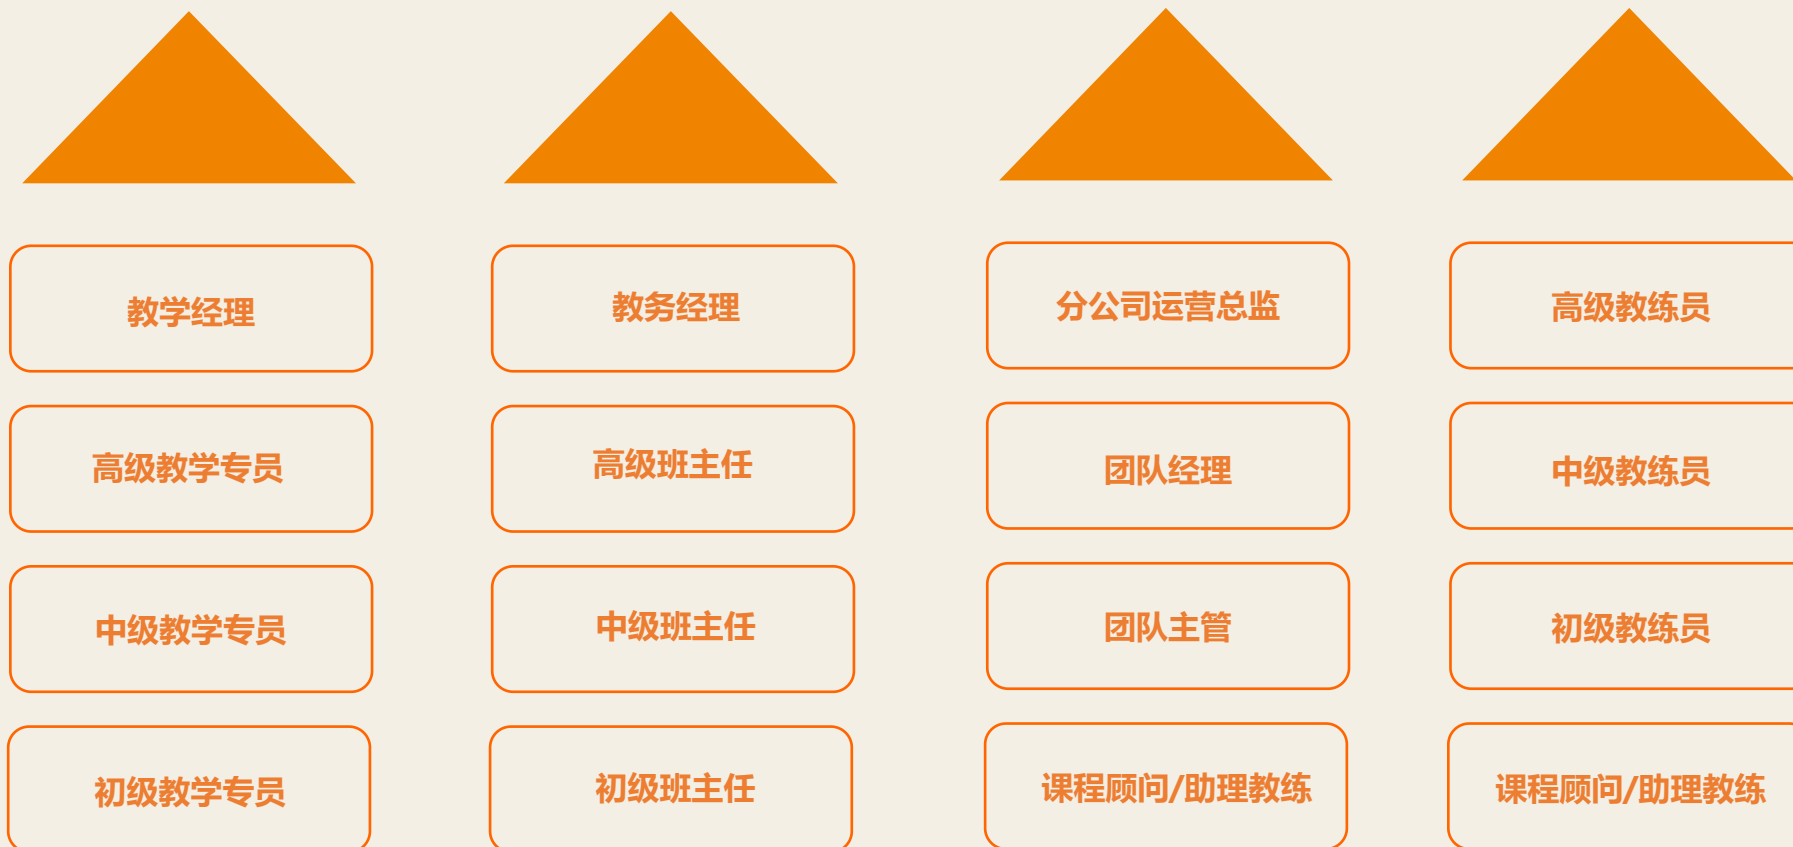 教学经理
教务经理
分公司运营总监
高级教练员
高级教学专员
高级班主任
团队经理
中级教练员
中级教学专员
中级班主任
团队主管
初级教练员
初级教学专员
初级班主任
课程顾问/助理教练
课程顾问/助理教练